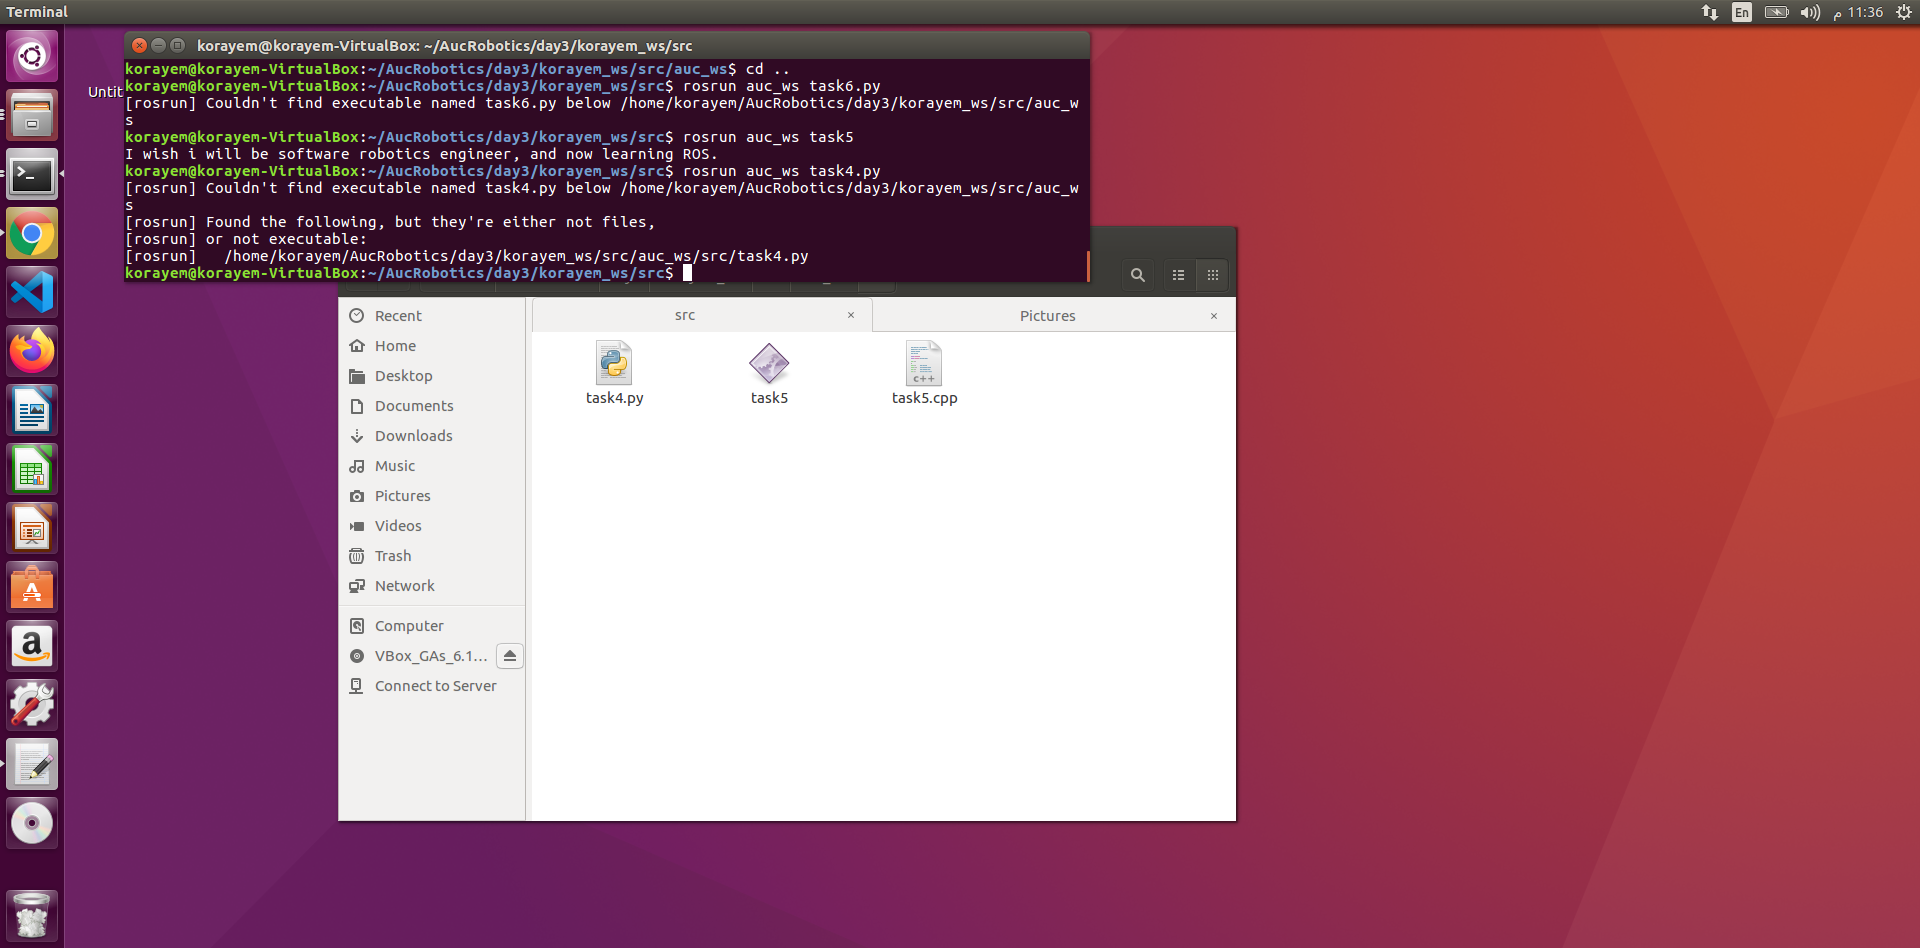 Terminal
En
م 11:36
korayem@korayem-VirtualBox: ~/AucRobotics/day3/korayem_ws/src
korayem@korayem-VirtualBox:~/AucRobotics/day3/korayem_ws/src/auc_ws$ cd ..
korayem@korayem-VirtualBox:~/AucRobotics/day3/korayem_ws/src$ rosrun auc_ws task6.py
[rosrun] Couldn't find executable named task6.py below /home/korayem/AucRobotics/day3/korayem_ws/src/auc_w
s
korayem@korayem-VirtualBox:~/AucRobotics/day3/korayem_ws/src$ rosrun auc_ws task5
I wish i will be software robotics engineer, and now learning ROS.
korayem@korayem-VirtualBox:~/AucRobotics/day3/korayem_ws/src$ rosrun auc_ws task4.py
[rosrun] Couldn't find executable named task4.py below /home/korayem/AucRobotics/day3/korayem_ws/src/auc_w
s
[rosrun] Found the following, but they're either not files,
[rosrun] or not executable:
[rosrun]   /home/korayem/AucRobotics/day3/korayem_ws/src/auc_ws/src/task4.py
korayem@korayem-VirtualBox:~/AucRobotics/day3/korayem_ws/src$
Untit
Recent
Home
Desktop
Documents
Downloads
Music
Pictures
Videos
Trash
Network
Computer
VBox_GAs_6.1...
Connect to Server
src
Pictures
task4.py
task5
c++
task5.cpp